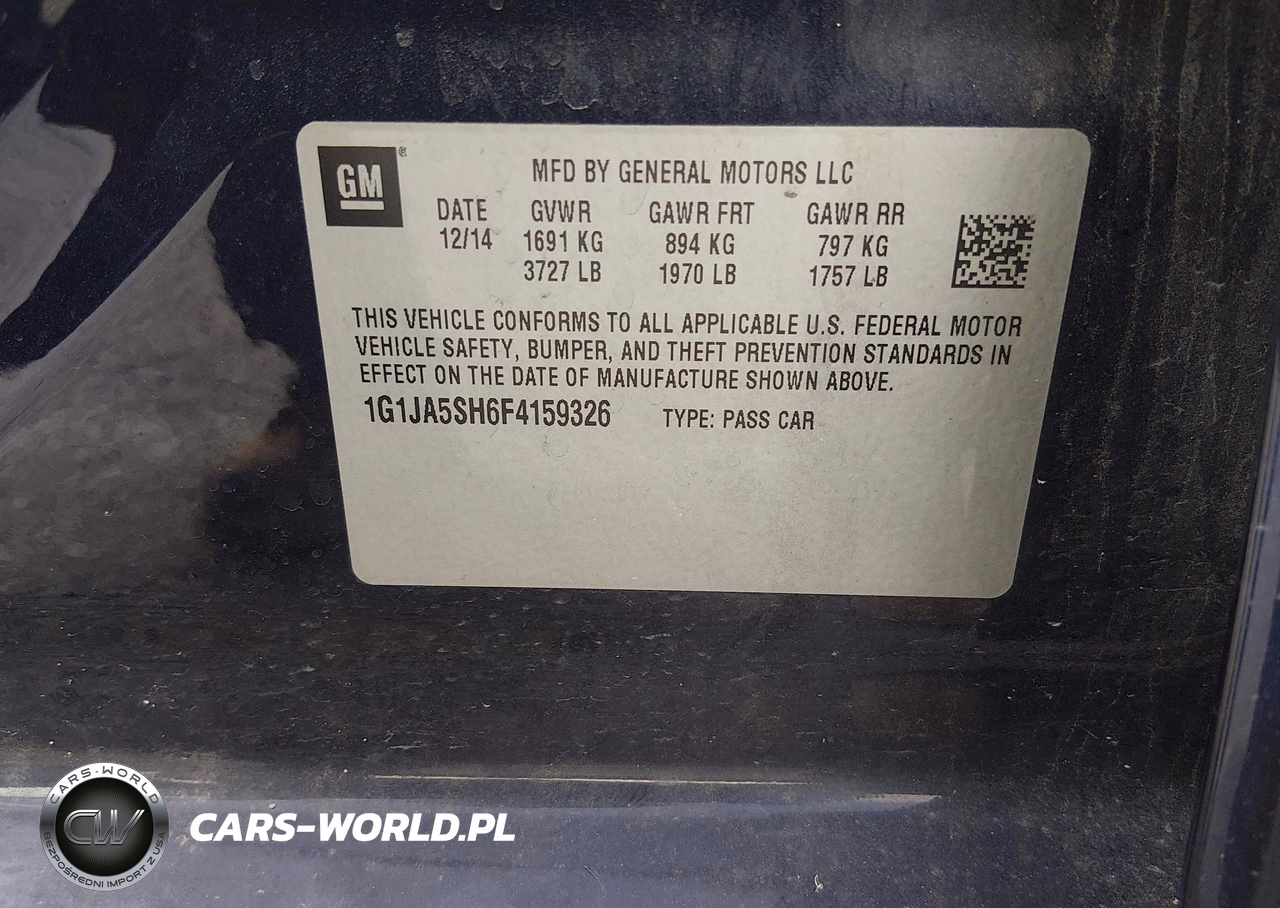 GM
®
MFD BY GENERAL MOTORS LLC
DATE GVWR GAWR FRT GAWR RR
12/14 1691 KG 894 KG 797 KG
3727 LB 1970 LB 1757 LB
THIS VEHICLE CONFORMS TO ALL APPLICABLE U.S. FEDERAL MOTOR
VEHICLE SAFETY, BUMPER, AND THEFT PREVENTION STANDARDS IN
EFFECT ON THE DATE OF MANUFACTURE SHOWN ABOVE.
1G1JA5SH6F4159326 TYPE: PASS CAR
CARS-WORLD
CW
BEZPOŚREDNI IMPORT Z USA
CARS-WORLD.PL